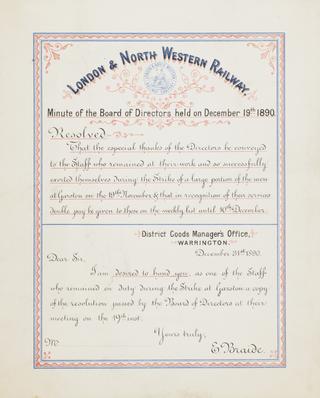 LONDON & NORTH WESTERN RAILWAY.
Minute of the Board of Directors held on December 19th 1890.
Resolved
That the especial thanks of the Directors be conveyed
to the Staff who remained at their work and so successfully
exerted themselves during the Strike of a large portion of the men
at Garston on the 19th November & that in recognition of their services
double pay be given to those on the weekly list until 10th December.
District Goods Manager's Office,
WARRINGTON.
December 31st 1890.
Dear Sir,
I am desired to hand you, as one of the Staff
who remained on duty during the Strike at Garston a copy
of the resolution passed by the Board of Directors at their
meeting on the 19th inst.
Yours truly,
Mr
E. Braide.